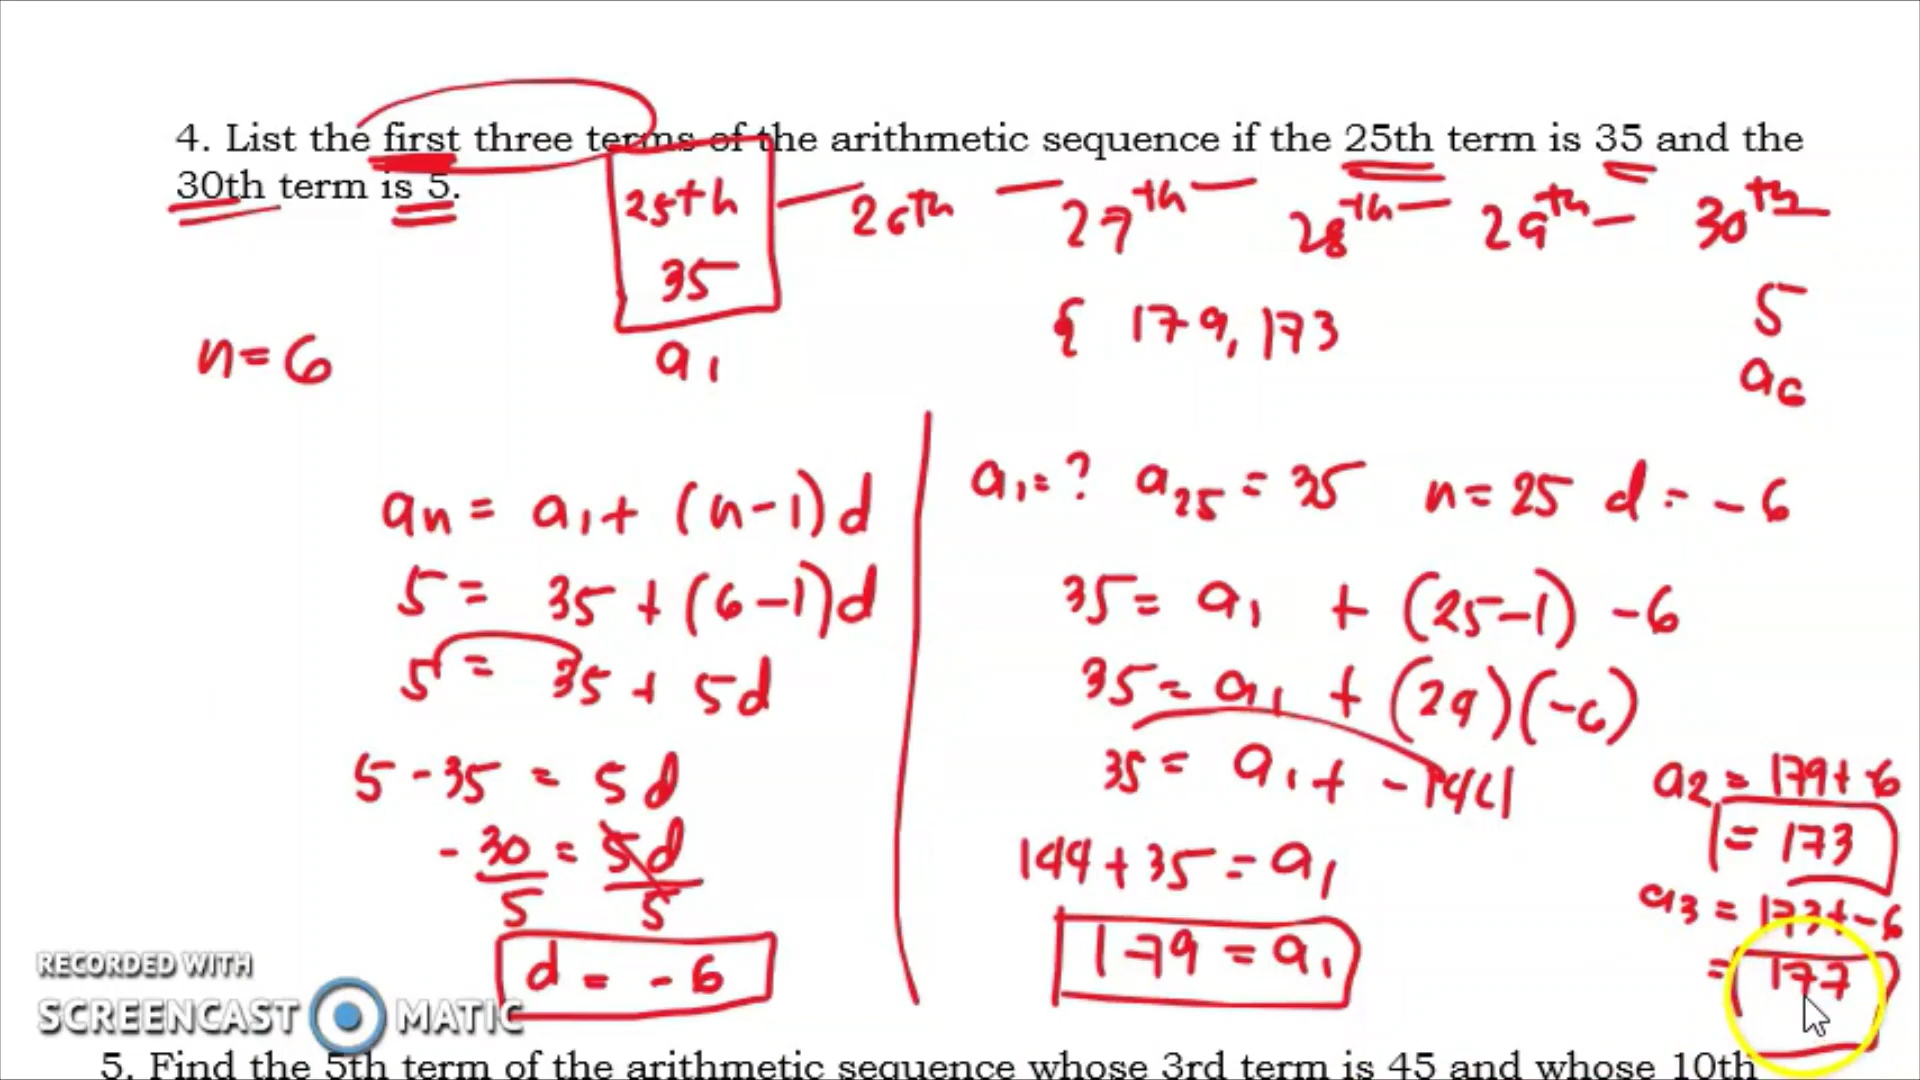 4. List the first three terms of the arithmetic sequence if the 25th term is 35 and the
30th term is 5.
25th 26th 27th 28th 29th 30th
35
5
{ 179, 173
n=6
a1
a6
an = a1 + (n-1)d
5 = 35 + (6-1)d
5 = 35 + 5d
5 - 35 = 5d
-30 = 5d
5 5
d = -6
a1 = ? a25 = 35 n = 25 d = -6
35 = a1 + (25-1) -6
35 = a1 + (24)(-6)
35 = a1 + -144
144 + 35 = a1
179 = a1
a2 = 179 + -6
= 173
a3 = 173 + -6
= 177
RECORDED WITH
SCREENCAST MATIC
5. Find the 5th term of the arithmetic sequence whose 3rd term is 45 and whose 10th